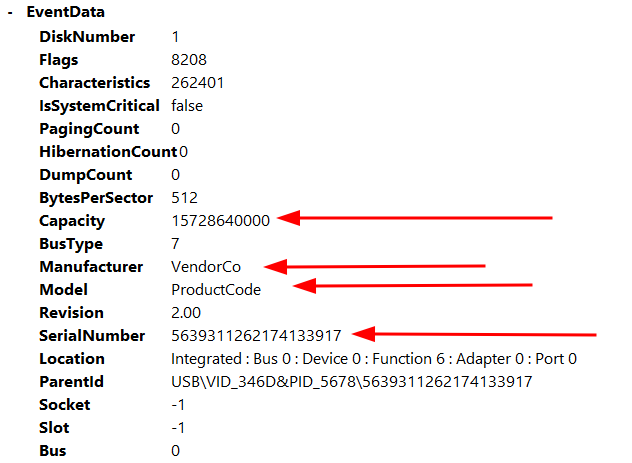 - EventData
DiskNumber 1
Flags 8208
Characteristics 262401
IsSystemCritical false
PagingCount 0
HibernationCount 0
DumpCount 0
BytesPerSector 512
Capacity 15728640000
BusType 7
Manufacturer VendorCo
Model ProductCode
Revision 2.00
SerialNumber 5639311262174133917
Location Integrated : Bus 0 : Device 0 : Function 6 : Adapter 0 : Port 0
ParentId USB\VID_346D&PID_5678\5639311262174133917
Socket -1
Slot -1
Bus 0